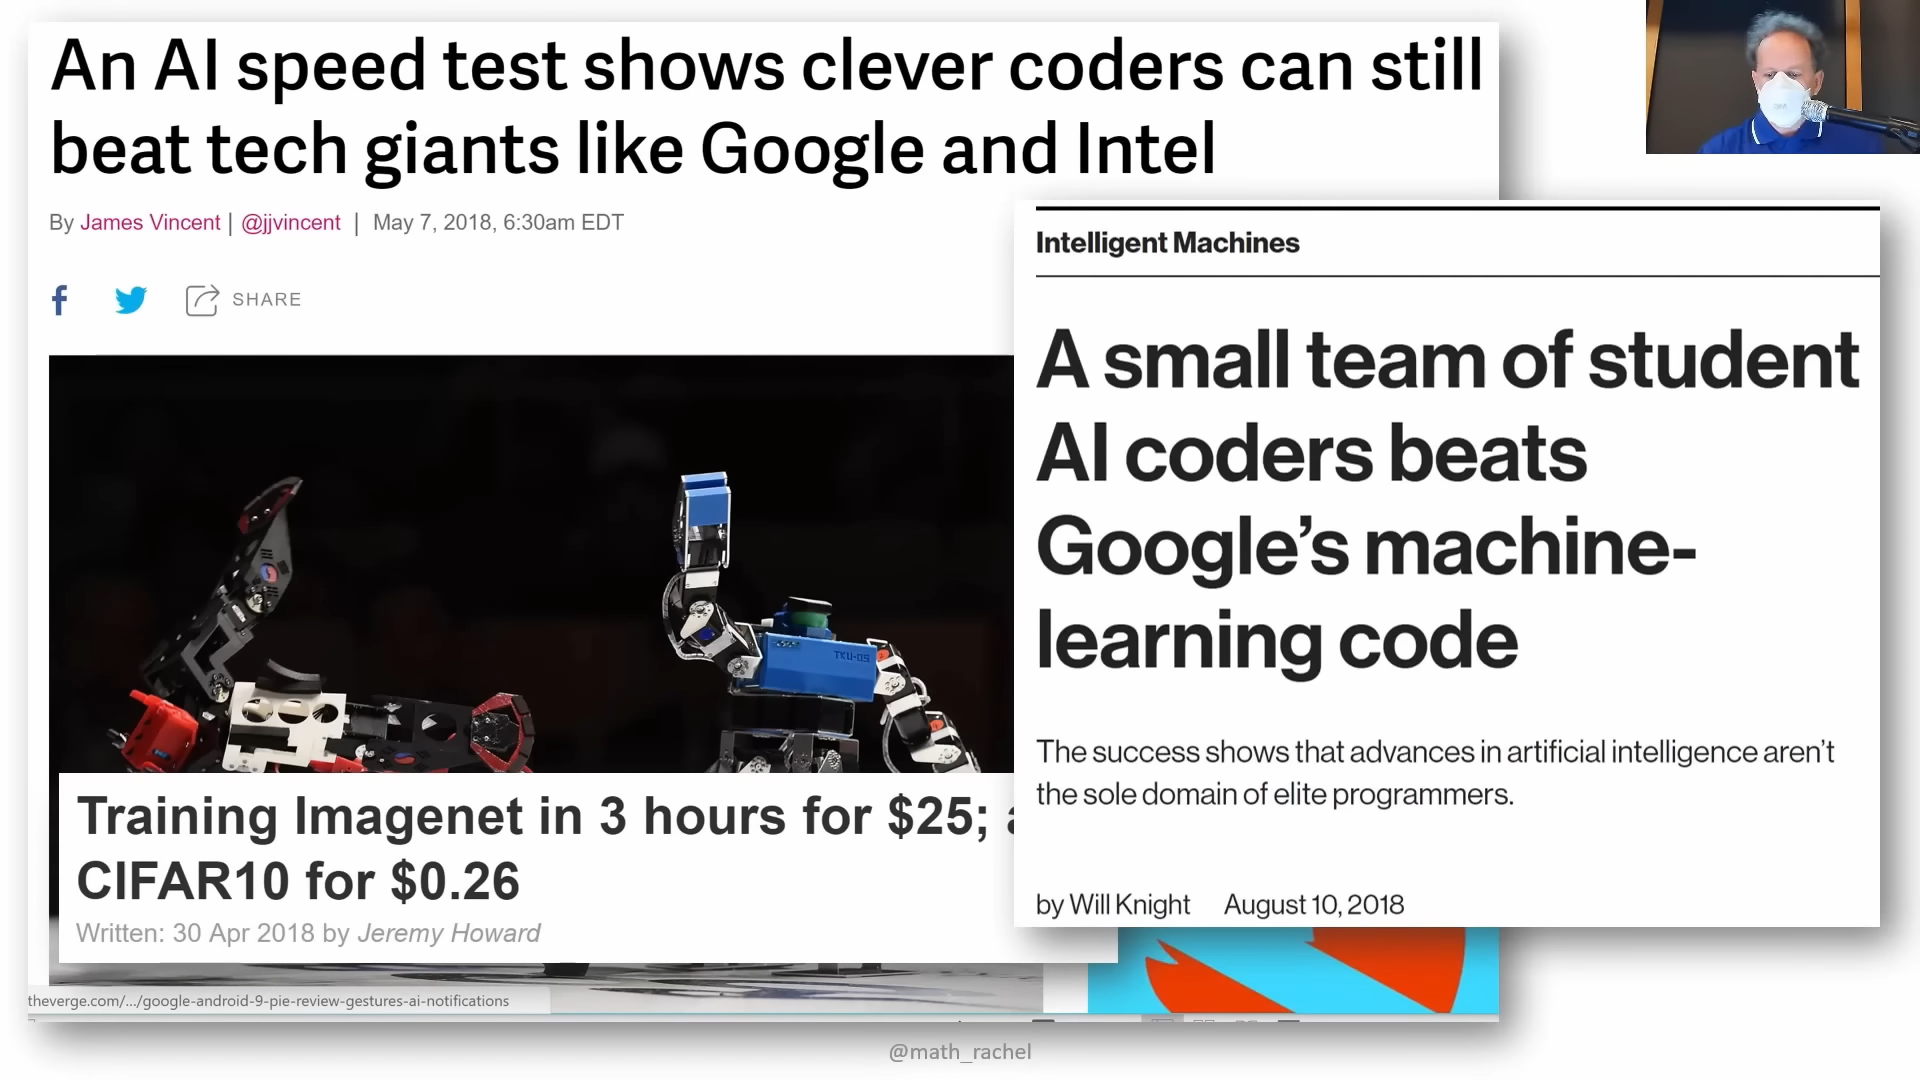 An AI speed test shows clever coders can still
beat tech giants like Google and Intel
By James Vincent | @jjvincent | May 7, 2018, 6:30am EDT
SHARE
TKU-05
Training Imagenet in 3 hours for $25;
CIFAR10 for $0.26
Written: 30 Apr 2018 by Jeremy Howard
theverge.com/.../google-android-9-pie-review-gestures-ai-notifications
Intelligent Machines
A small team of student
AI coders beats
Google’s machine-
learning code
The success shows that advances in artificial intelligence aren’t
the sole domain of elite programmers.
by Will Knight August 10, 2018
@math_rachel